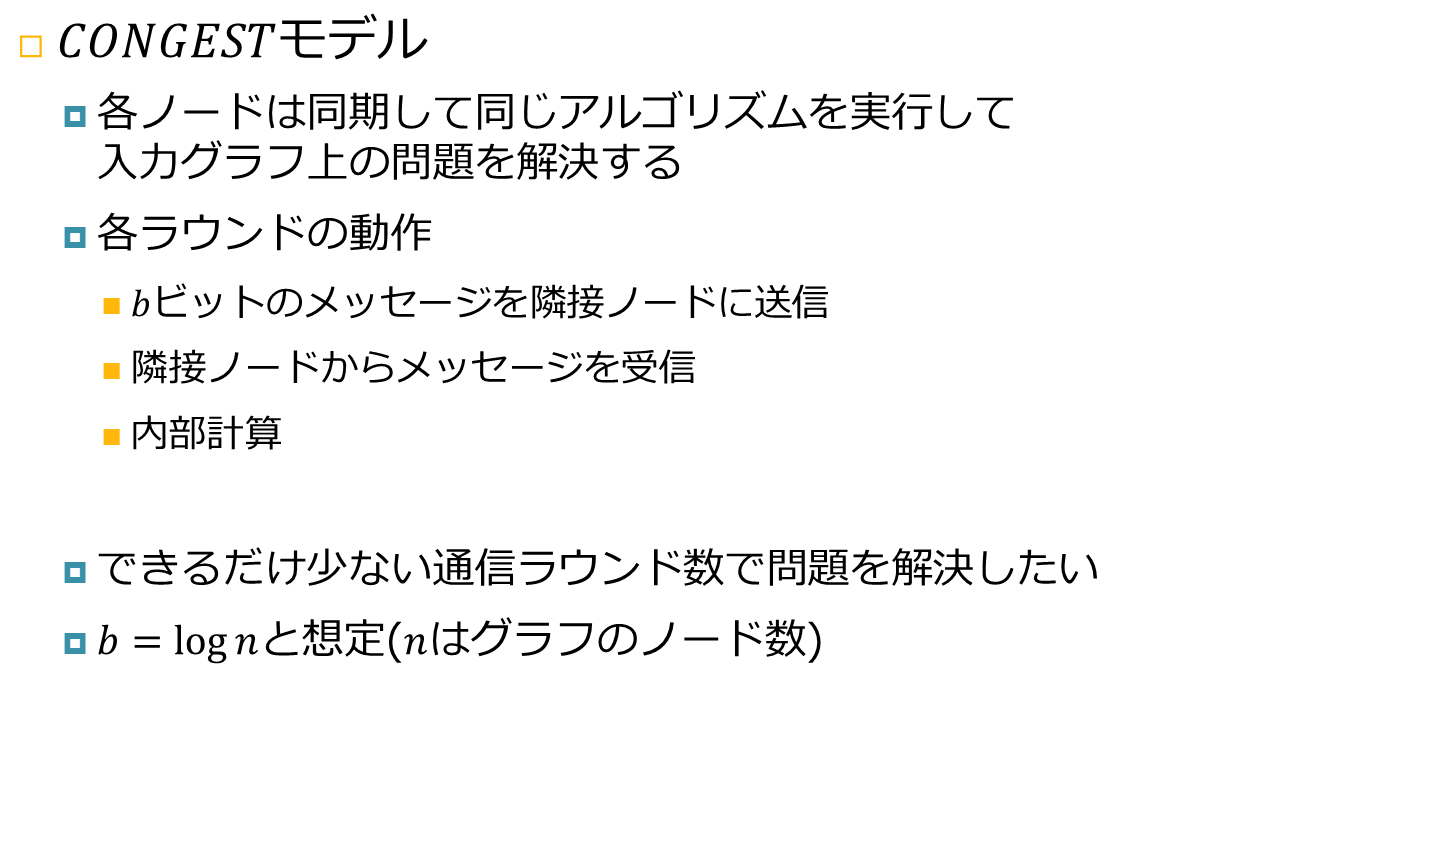 CONGESTモデル
各ノードは同期して同じアルゴリズムを実行して
入力グラフ上の問題を解決する
各ラウンドの動作
bビットのメッセージを隣接ノードに送信
隣接ノードからメッセージを受信
内部計算
できるだけ少ない通信ラウンド数で問題を解決したい
b = log nと想定(nはグラフのノード数)